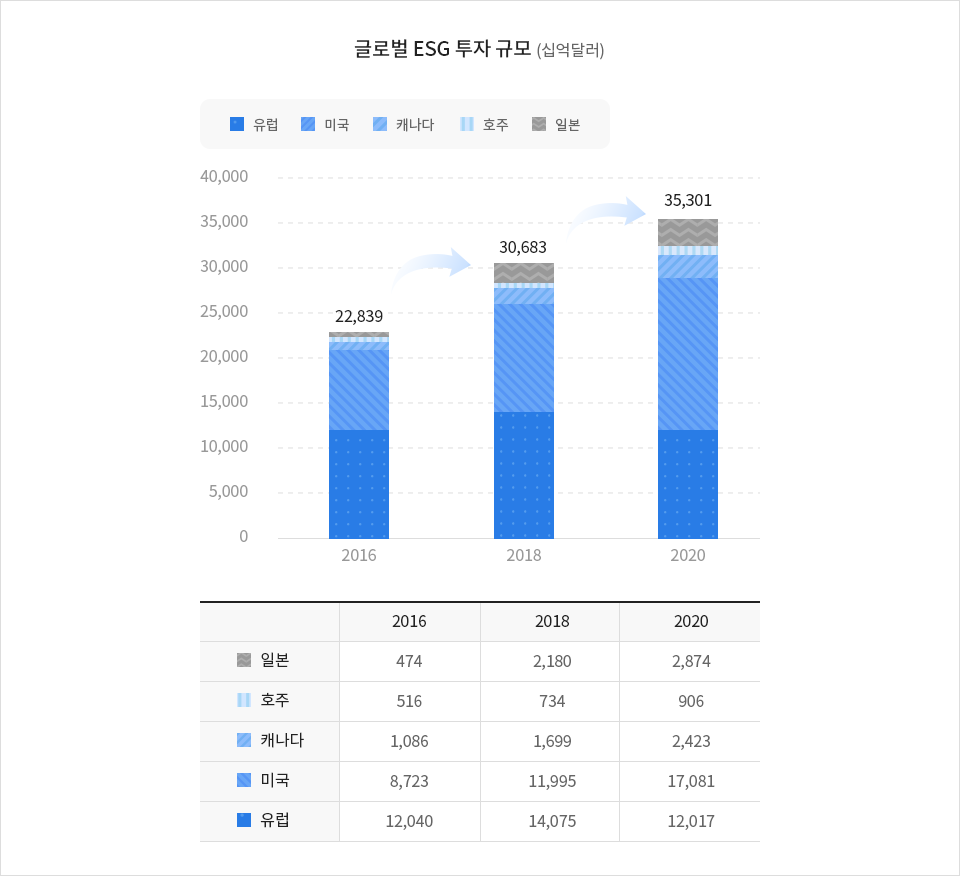 글로벌 ESG 투자 규모 (십억달러)
유럽 미국 캐나다 호주 일본
40,000
35,301
35,000
30,683
30,000
25,000
22,839
20,000
15,000
10,000
5,000
0
2016 2018 2020
2016 2018 2020
일본 474 2,180 2,874
호주 516 734 906
캐나다 1,086 1,699 2,423
미국 8,723 11,995 17,081
유럽 12,040 14,075 12,017